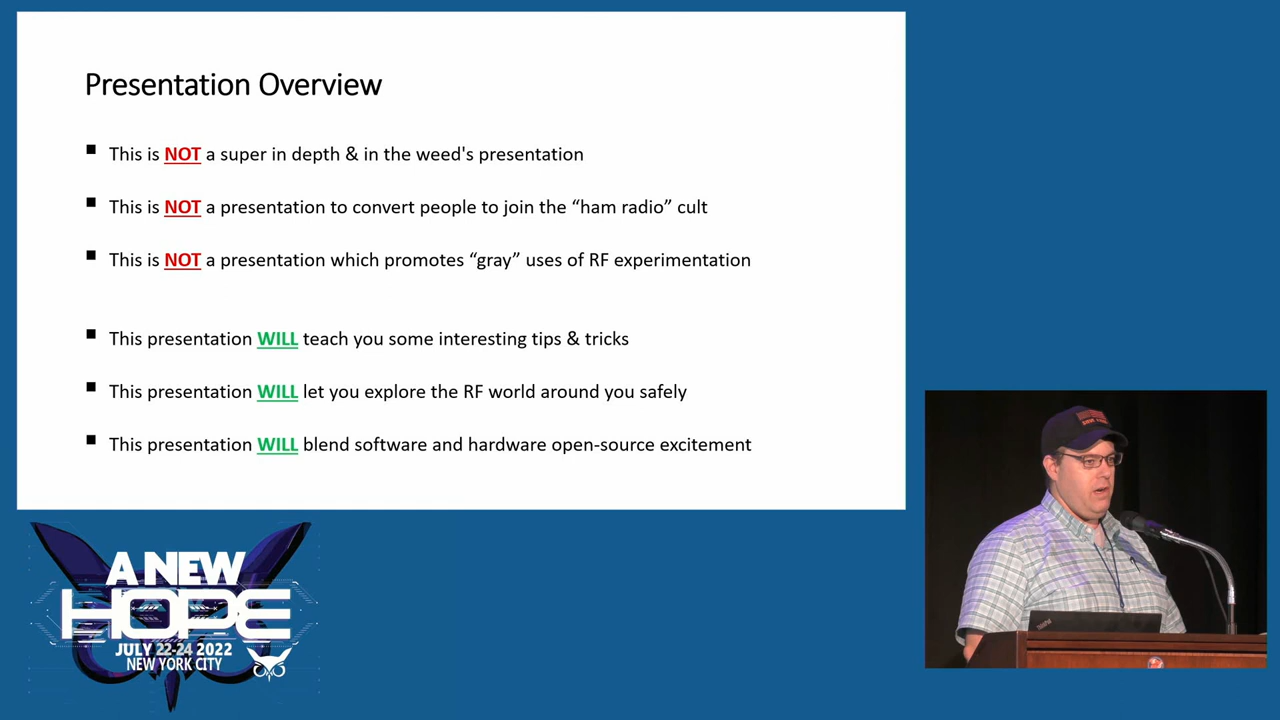 Presentation Overview
This is NOT a super in depth & in the weed's presentation
This is NOT a presentation to convert people to join the “ham radio” cult
This is NOT a presentation which promotes “gray” uses of RF experimentation
This presentation WILL teach you some interesting tips & tricks
This presentation WILL let you explore the RF world around you safely
This presentation WILL blend software and hardware open-source excitement
A NEW
HOPE
JULY 22-24 2022
NEW YORK CITY